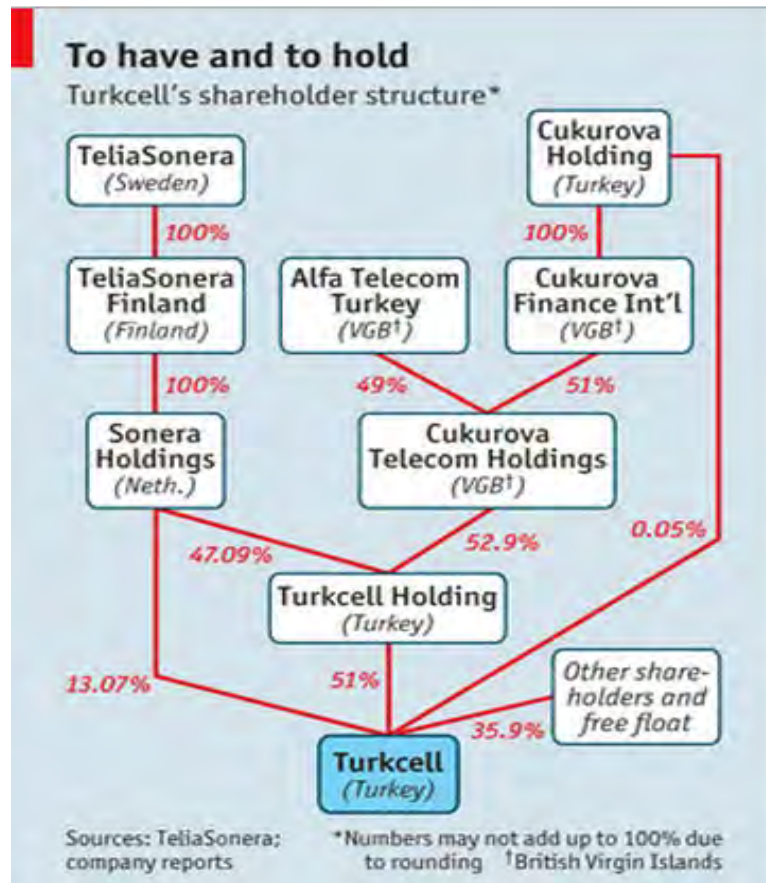 To have and to hold
Turkcell's shareholder structure*
TeliaSonera
(Sweden)
Cukurova
Holding
(Turkey)
100%
100%
TeliaSonera
Finland
(Finland)
Alfa Telecom
Turkey
(VGB†)
Cukurova
Finance Int'l
(VGB†)
100%
49%
51%
Sonera
Holdings
(Neth.)
Cukurova
Telecom Holdings
(VGB†)
47.09%
52.9%
0.05%
Turkcell Holding
(Turkey)
13.07%
51%
35.9%
Other share-
holders and
free float
Turkcell
(Turkey)
Sources: TeliaSonera;
company reports
*Numbers may not add up to 100% due
to rounding †British Virgin Islands